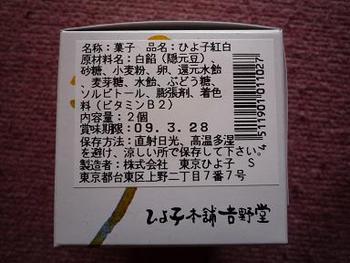 名称：菓子　品名：ひよ子紅白
原材料名：白餡（隠元豆）、
砂糖、小麦粉、卵、還元水飴
、麦芽糖、水飴、ぶどう糖、
ソルビトール、膨張剤、着色
料（ビタミンB2）
内容量：2個
賞味期限：09.3.28
保存方法：直射日光、高温多湿
を避け、涼しい所で保存して下さい。
製造者：株式会社　東京ひよ子　S
東京都台東区上野二丁目7番7号
4511901011027
ひよ子本舗吉野堂